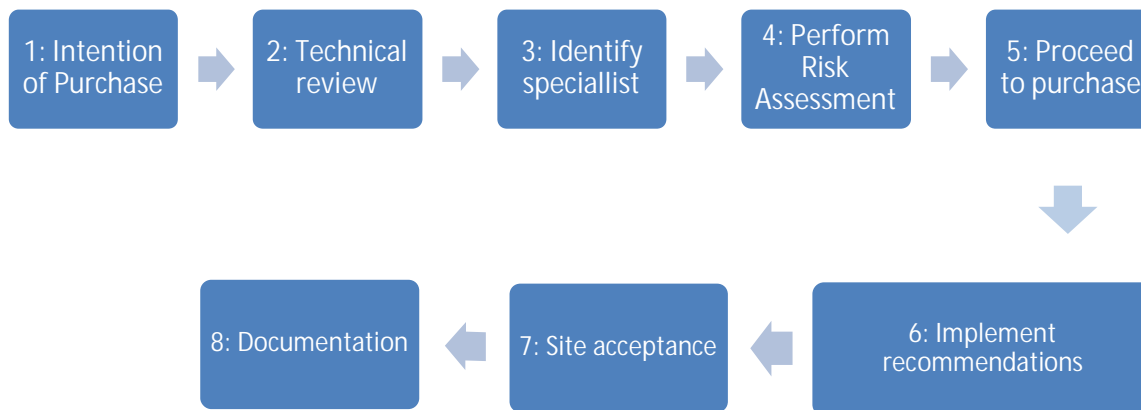 1: Intention
of Purchase
2: Technical
review
3: Identify
speciallist
4: Perform
Risk
Assessment
5: Proceed
to purchase
6: Implement
recommendations
7: Site acceptance
8: Documentation